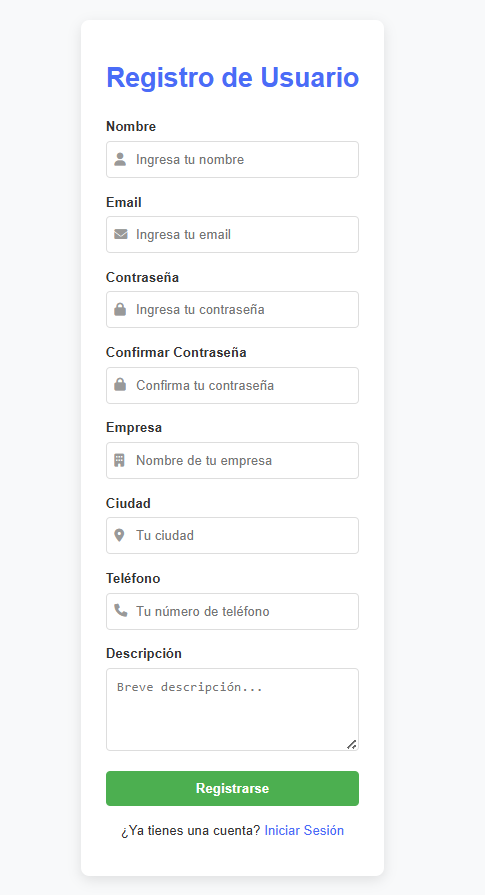 Registro de Usuario
Nombre
Ingresa tu nombre
Email
Ingresa tu email
Contraseña
Ingresa tu contraseña
Confirmar Contraseña
Confirma tu contraseña
Empresa
Nombre de tu empresa
Ciudad
Tu ciudad
Teléfono
Tu número de teléfono
Descripción
Breve descripción...
Registrarse
¿Ya tienes una cuenta? Iniciar Sesión